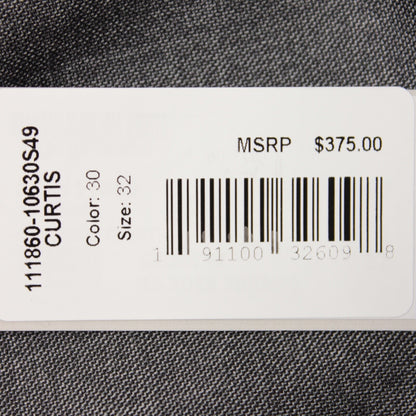 111860-10630S49
CURTIS
Color: 30
Size: 32
MSRP $375.00
1 91100 32609 8